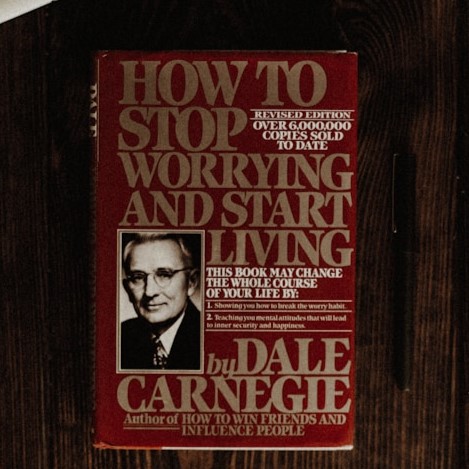 HOW TO
STOP
REVISED EDITION
OVER 6,000,000
COPIES SOLD
TO DATE
WORRYING
AND START
LIVING
THIS BOOK MAY CHANGE
THE WHOLE COURSE
OF YOUR LIFE BY:
1. Showing you how to break the worry habit.
2. Teaching you mental attitudes that will lead
to inner security and happiness.
by DALE
CARNEGIE
Author of HOW TO WIN FRIENDS AND
INFLUENCE PEOPLE
DALE